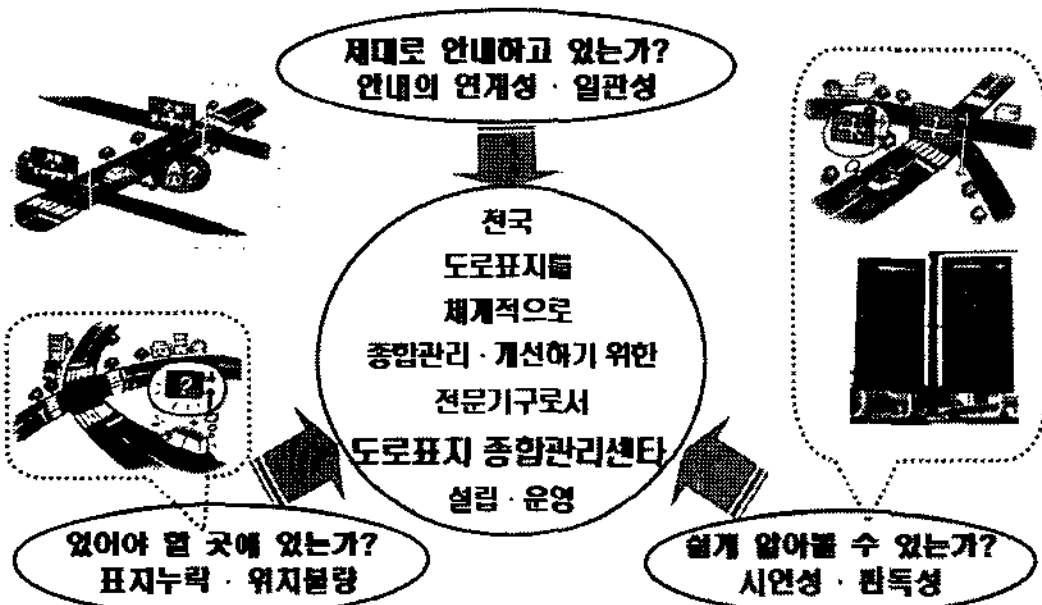 제대로 안내하고 있는가?
안내의 연계성 · 일관성
전국
도로표지를
체계적으로
종합관리 · 개선하기 위한
전문기구로서
도로표지 종합관리센타
설립 · 운영
있어야 할 곳에 있는가?
표지누락 · 위치불량
쉽게 알아볼 수 있는가?
시인성 · 판독성